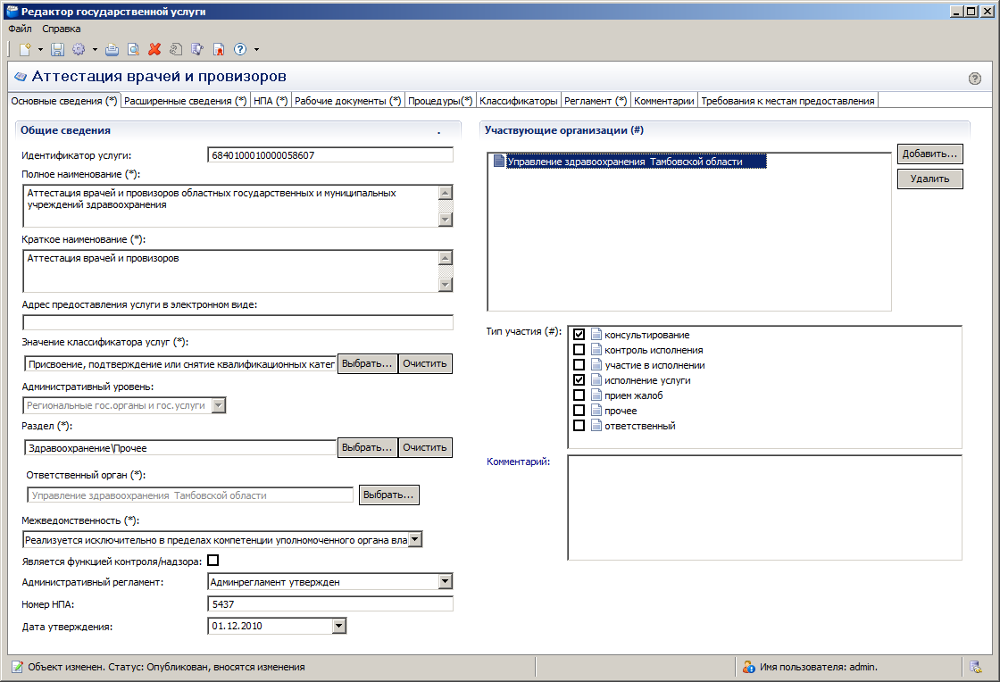 Редактор государственной услуги
Файл Справка
Аттестация врачей и провизоров
Основные сведения (*) Расширенные сведения (*) НПА (*) Рабочие документы (*) Процедуры(*) Классификаторы Регламент (*) Комментарии Требования к местам предоставления
Общие сведения
Идентификатор услуги: 6840100010000058607
Полное наименование (*):
Аттестация врачей и провизоров областных государственных и муниципальных
учреждений здравоохранения
Краткое наименование (*):
Аттестация врачей и провизоров
Адрес предоставления услуги в электронном виде:
Значение классификатора услуг (*):
Присвоение, подтверждение или снятие квалификационных катег Выбрать... Очистить
Административный уровень:
Региональные гос.органы и гос.услуги
Раздел (*):
Здравоохранение\Прочее Выбрать... Очистить
Ответственный орган (*):
Управление здравоохранения Тамбовской области Выбрать...
Межведомственность (*):
Реализуется исключительно в пределах компетенции уполномоченного органа вла
Является функцией контроля/надзора:
Административный регламент: Админрегламент утвержден
Номер НПА: 5437
Дата утверждения: 01.12.2010
Участвующие организации (#)
Управление здравоохранения Тамбовской области
Добавить...
Удалить
Тип участия (#):
консультирование
контроль исполнения
участие в исполнении
исполнение услуги
прием жалоб
прочее
ответственный
Комментарий:
Объект изменен. Статус: Опубликован, вносятся изменения
Имя пользователя: admin.